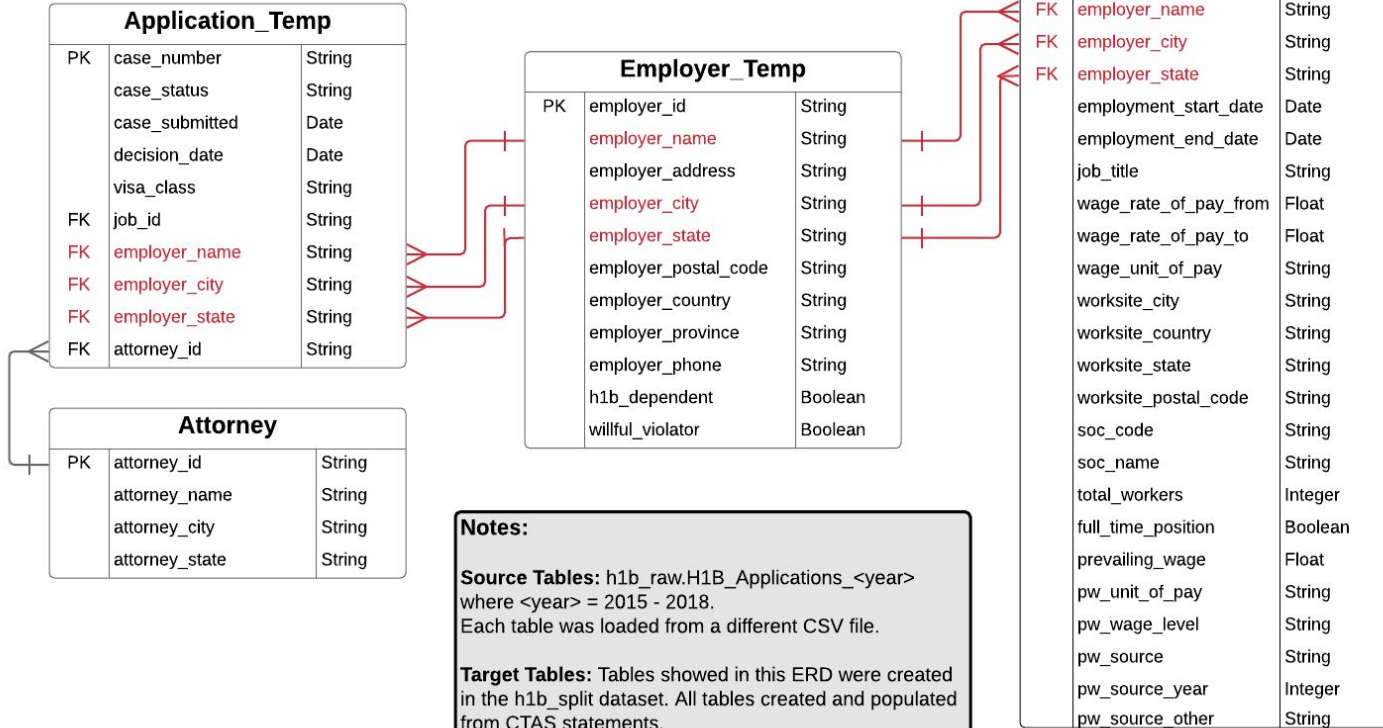 Application_Temp
PK case_number String
case_status String
case_submitted Date
decision_date Date
visa_class String
FK job_id String
FK employer_name String
FK employer_city String
FK employer_state String
FK attorney_id String
Attorney
PK attorney_id String
attorney_name String
attorney_city String
attorney_state String
Employer_Temp
PK employer_id String
employer_name String
employer_address String
employer_city String
employer_state String
employer_postal_code String
employer_country String
employer_province String
employer_phone String
h1b_dependent Boolean
willful_violator Boolean
Notes:
Source Tables: h1b_raw.H1B_Applications_<year>
where <year> = 2015 - 2018.
Each table was loaded from a different CSV file.
Target Tables: Tables showed in this ERD were created
in the h1b_split dataset. All tables created and populated
from CTAS statements.
FK employer_name String
FK employer_city String
FK employer_state String
employment_start_date Date
employment_end_date Date
job_title String
wage_rate_of_pay_from Float
wage_rate_of_pay_to Float
wage_unit_of_pay String
worksite_city String
worksite_country String
worksite_state String
worksite_postal_code String
soc_code String
soc_name String
total_workers Integer
full_time_position Boolean
prevailing_wage Float
pw_unit_of_pay String
pw_wage_level String
pw_source String
pw_source_year Integer
pw_source_other String